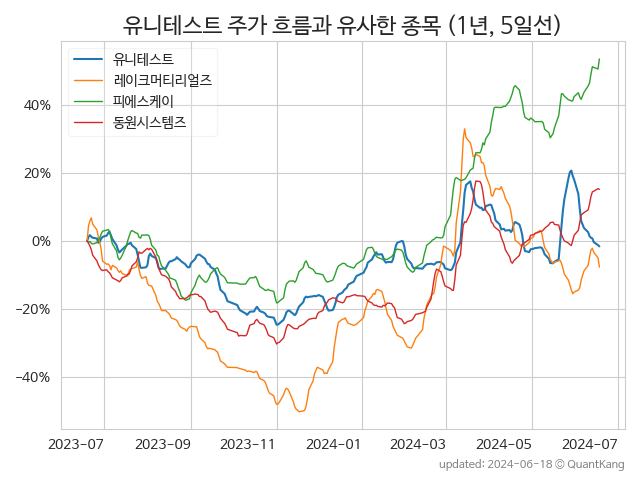 유니테스트 주가 흐름과 유사한 종목 (1년, 5일선)
유니테스트
레이크머티리얼즈
피에스케이
동원시스템즈
40%
20%
0%
−20%
−40%
2023-07 2023-09 2023-11 2024-01 2024-03 2024-05 2024-07
updated: 2024-06-18 © QuantKang